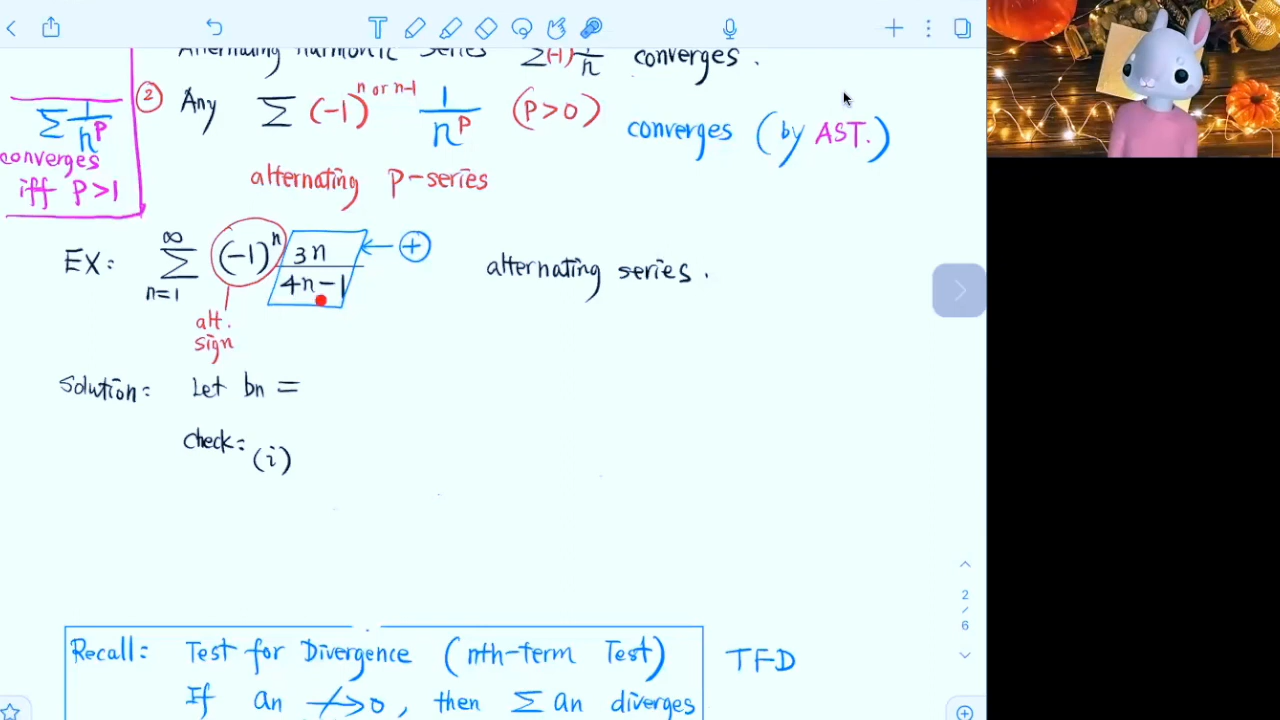 Alternating harmonic series Σ(-1) 1/n converges .
Σ 1/n^p
converges
iff P>1
② Any Σ (-1)^(n or n-1) 1/n^p (P>0) converges (by AST.)
alternating P-series
EX: ∞ Σ n=1 (-1)^n 3n/(4n-1) ← ⊕ alternating series .
alt.
sign
Solution: Let bn =
check: (i)
2
/
6
Recall: Test for Divergence (nth-term Test) TFD
If an ↛ 0 , then Σ an diverges